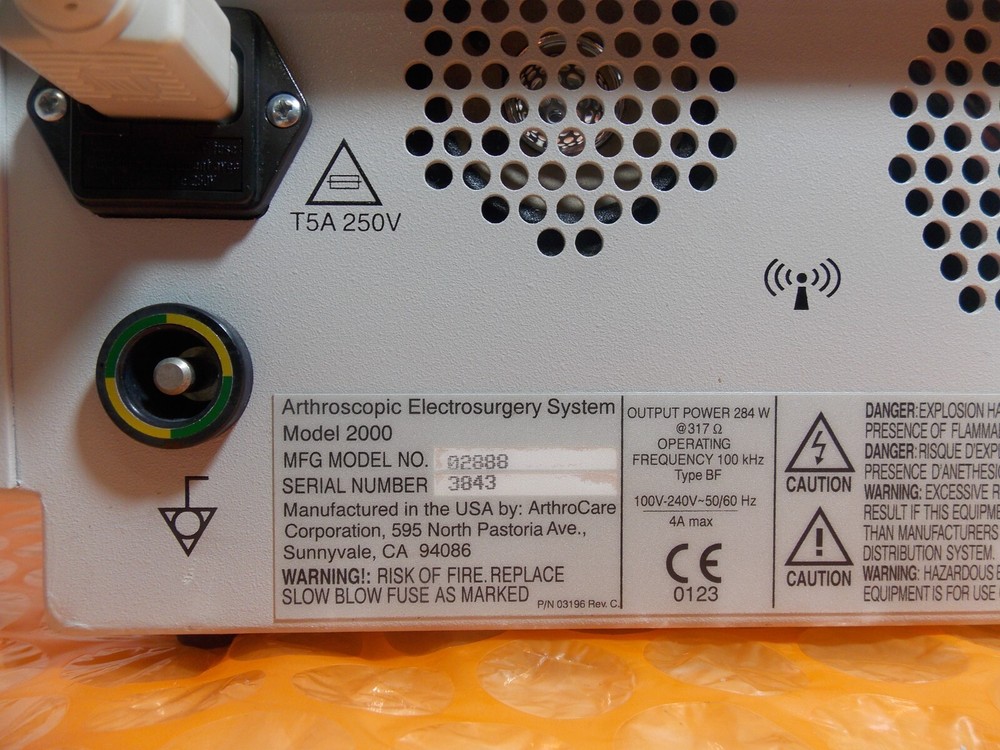 T5A 250V
Arthroscopic Electrosurgery System
Model 2000
MFG MODEL NO. 02888
SERIAL NUMBER 3843
Manufactured in the USA by: ArthroCare
Corporation, 595 North Pastoria Ave.,
Sunnyvale, CA 94086
WARNING!: RISK OF FIRE. REPLACE
SLOW BLOW FUSE AS MARKED
P/N 03196 Rev. C
OUTPUT POWER 284 W
@317 Ω
OPERATING
FREQUENCY 100 kHz
Type BF
100V-240V~50/60 Hz
4A max
CE
0123
CAUTION
CAUTION
DANGER: EXPLOSION HA
PRESENCE OF FLAMMA
DANGER: RISQUE D'EXP
PRESENCE D'ANETHESI
WARNING: EXCESSIVE R
RESULT IF THIS EQUIPM
THAN MANUFACTURERS
DISTRIBUTION SYSTEM.
WARNING: HAZARDOUS
EQUIPMENT IS FOR USE